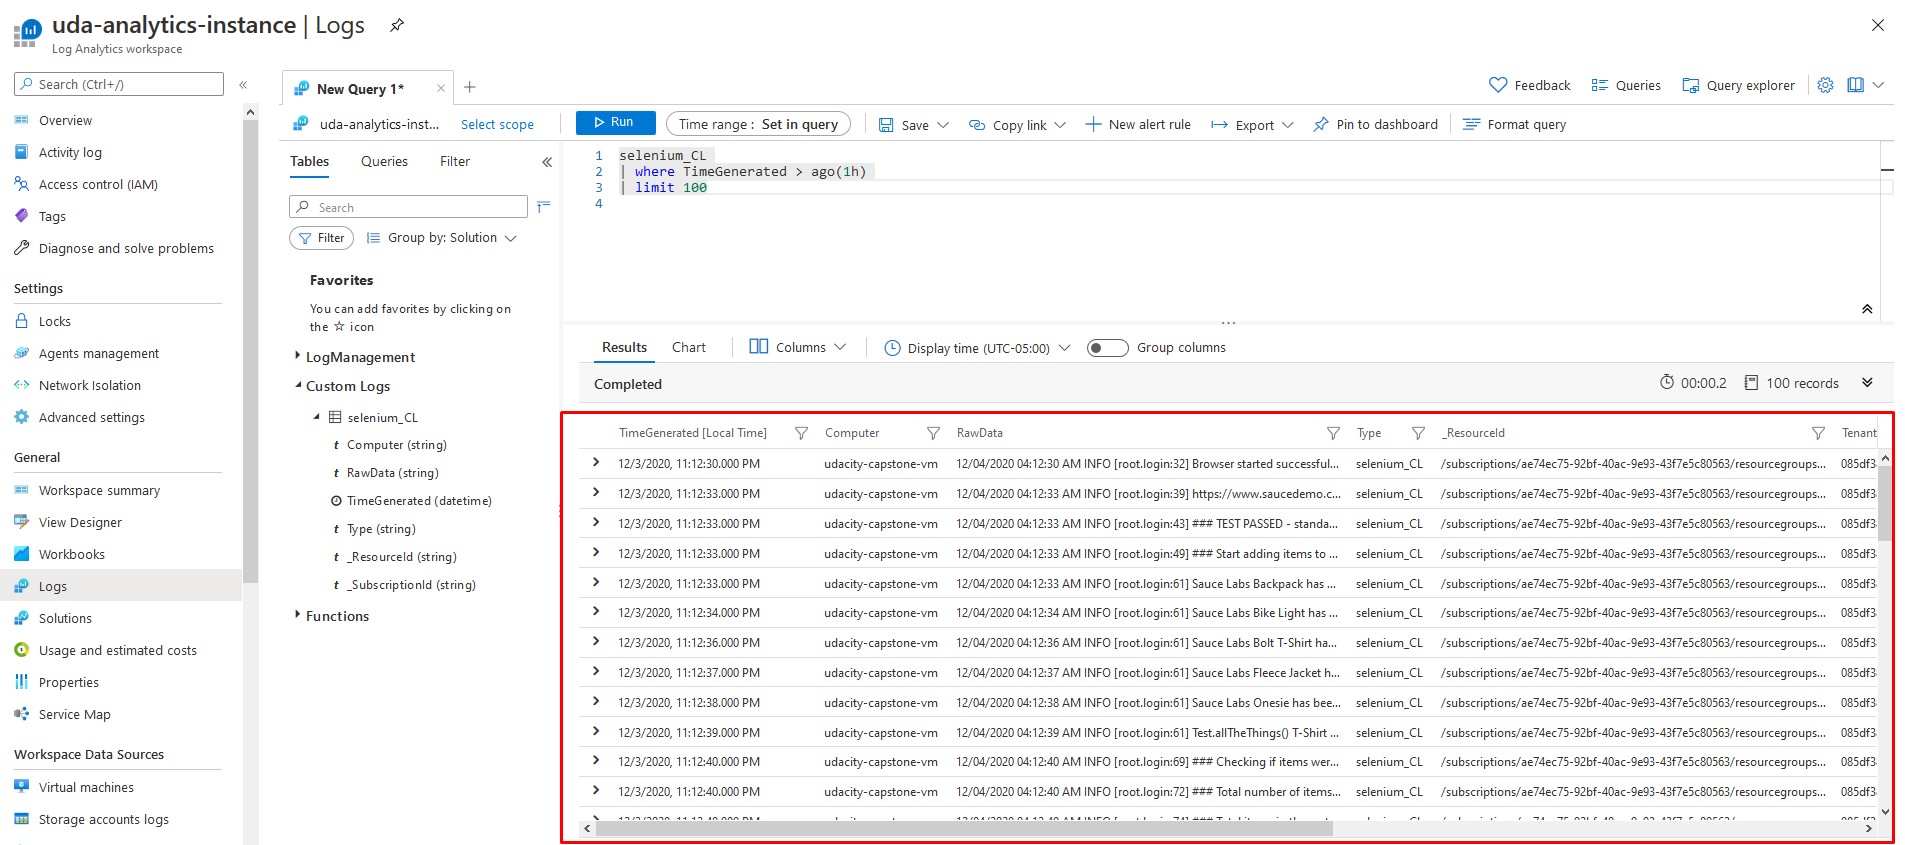 uda-analytics-instance | Logs
Log Analytics workspace
Search (Ctrl+/)
«
Overview
Activity log
Access control (IAM)
Tags
Diagnose and solve problems
Settings
Locks
Agents management
Network Isolation
Advanced settings
General
Workspace summary
View Designer
Workbooks
Logs
Solutions
Usage and estimated costs
Properties
Service Map
Workspace Data Sources
Virtual machines
Storage accounts logs
New Query 1*
Feedback
Queries
Query explorer
uda-analytics-inst...
Select scope
Run
Time range : Set in query
Save
Copy link
New alert rule
Export
Pin to dashboard
Format query
Tables Queries Filter «
Search
Filter
Group by: Solution
Favorites
You can add favorites by clicking on
the ☆ icon
LogManagement
Custom Logs
selenium_CL
t Computer (string)
t RawData (string)
TimeGenerated (datetime)
t Type (string)
t _ResourceId (string)
t _SubscriptionId (string)
Functions
1 selenium_CL
2 | where TimeGenerated > ago(1h)
3 | limit 100
4
Results Chart Columns Display time (UTC-05:00) Group columns
Completed 00:00.2 100 records
TimeGenerated [Local Time] Computer RawData Type _ResourceId Tenant
12/3/2020, 11:12:30.000 PM udacity-capstone-vm 12/04/2020 04:12:30 AM INFO [root.login:32] Browser started successful... selenium_CL /subscriptions/ae74ec75-92bf-40ac-9e93-43f7e5c80563/resourcegroups... 085df3
12/3/2020, 11:12:33.000 PM udacity-capstone-vm 12/04/2020 04:12:33 AM INFO [root.login:39] https://www.saucedemo.c... selenium_CL /subscriptions/ae74ec75-92bf-40ac-9e93-43f7e5c80563/resourcegroups... 085df3
12/3/2020, 11:12:33.000 PM udacity-capstone-vm 12/04/2020 04:12:33 AM INFO [root.login:43] ### TEST PASSED - standa... selenium_CL /subscriptions/ae74ec75-92bf-40ac-9e93-43f7e5c80563/resourcegroups... 085df3
12/3/2020, 11:12:33.000 PM udacity-capstone-vm 12/04/2020 04:12:33 AM INFO [root.login:49] ### Start adding items to ... selenium_CL /subscriptions/ae74ec75-92bf-40ac-9e93-43f7e5c80563/resourcegroups... 085df3
12/3/2020, 11:12:33.000 PM udacity-capstone-vm 12/04/2020 04:12:33 AM INFO [root.login:61] Sauce Labs Backpack has ... selenium_CL /subscriptions/ae74ec75-92bf-40ac-9e93-43f7e5c80563/resourcegroups... 085df3
12/3/2020, 11:12:34.000 PM udacity-capstone-vm 12/04/2020 04:12:34 AM INFO [root.login:61] Sauce Labs Bike Light has ... selenium_CL /subscriptions/ae74ec75-92bf-40ac-9e93-43f7e5c80563/resourcegroups... 085df3
12/3/2020, 11:12:36.000 PM udacity-capstone-vm 12/04/2020 04:12:36 AM INFO [root.login:61] Sauce Labs Bolt T-Shirt ha... selenium_CL /subscriptions/ae74ec75-92bf-40ac-9e93-43f7e5c80563/resourcegroups... 085df3
12/3/2020, 11:12:37.000 PM udacity-capstone-vm 12/04/2020 04:12:37 AM INFO [root.login:61] Sauce Labs Fleece Jacket h... selenium_CL /subscriptions/ae74ec75-92bf-40ac-9e93-43f7e5c80563/resourcegroups... 085df3
12/3/2020, 11:12:38.000 PM udacity-capstone-vm 12/04/2020 04:12:38 AM INFO [root.login:61] Sauce Labs Onesie has bee... selenium_CL /subscriptions/ae74ec75-92bf-40ac-9e93-43f7e5c80563/resourcegroups... 085df3
12/3/2020, 11:12:39.000 PM udacity-capstone-vm 12/04/2020 04:12:39 AM INFO [root.login:61] Test.allTheThings() T-Shirt ... selenium_CL /subscriptions/ae74ec75-92bf-40ac-9e93-43f7e5c80563/resourcegroups... 085df3
12/3/2020, 11:12:40.000 PM udacity-capstone-vm 12/04/2020 04:12:40 AM INFO [root.login:69] ### Checking if items wer... selenium_CL /subscriptions/ae74ec75-92bf-40ac-9e93-43f7e5c80563/resourcegroups... 085df3
12/3/2020, 11:12:40.000 PM udacity-capstone-vm 12/04/2020 04:12:40 AM INFO [root.login:72] ### Total number of items... selenium_CL /subscriptions/ae74ec75-92bf-40ac-9e93-43f7e5c80563/resourcegroups... 085df3